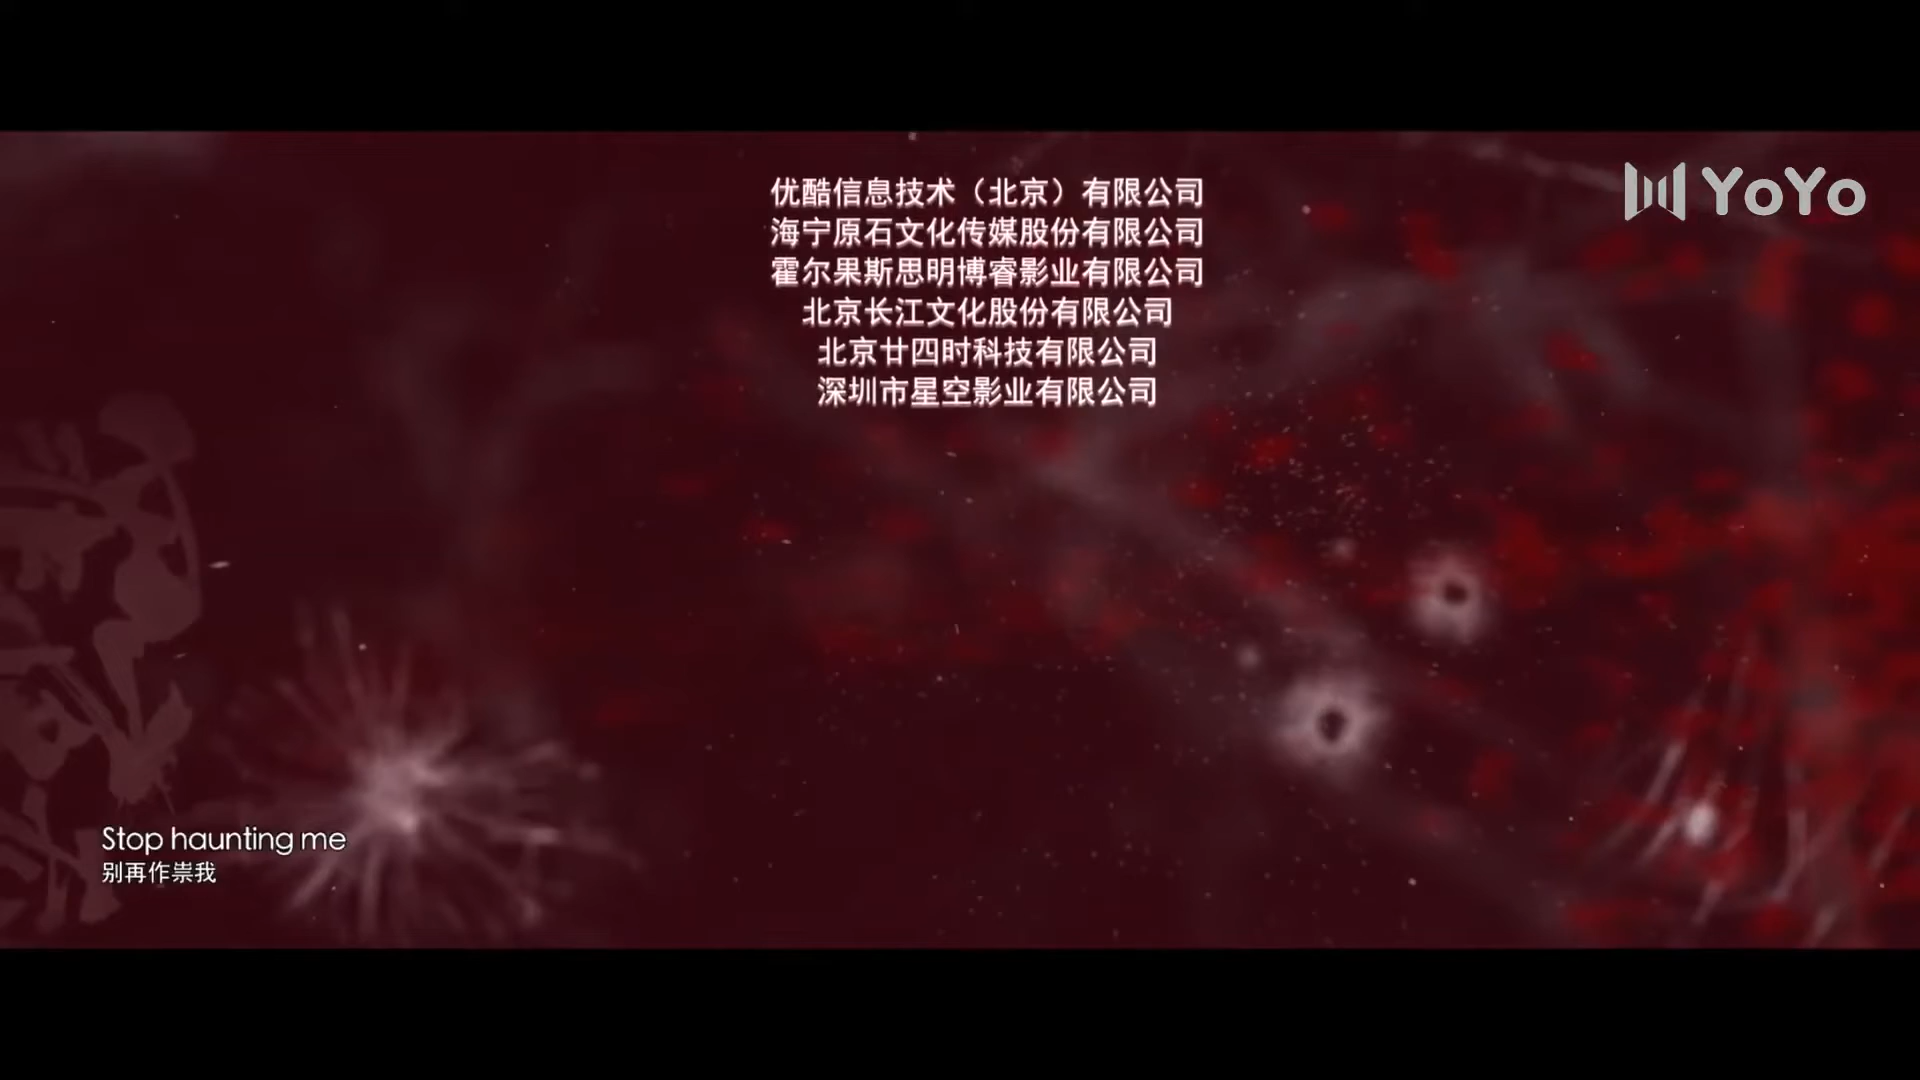 优酷信息技术（北京）有限公司
海宁原石文化传媒股份有限公司
霍尔果斯思明博睿影业有限公司
北京长江文化股份有限公司
北京廿四时科技有限公司
深圳市星空影业有限公司
YoYo
Stop haunting me
别再作祟我